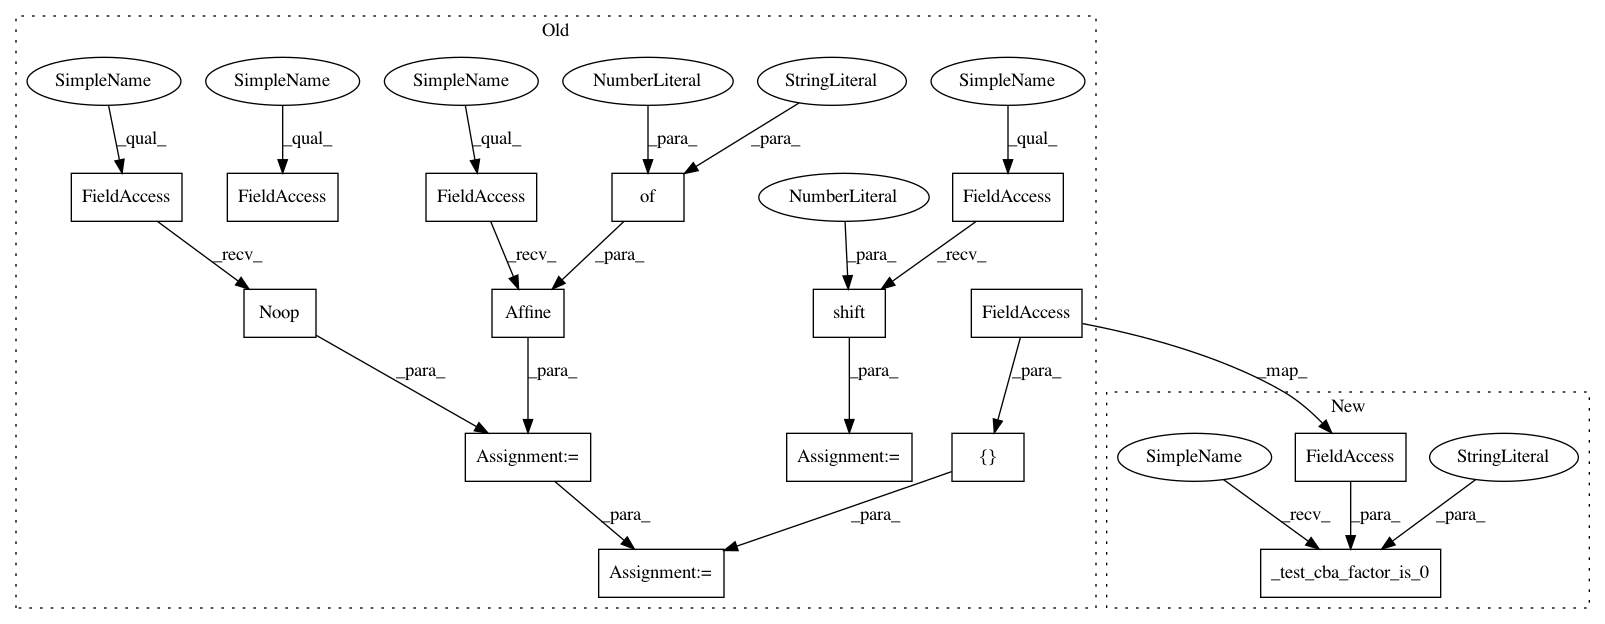 Old
SimpleName
SimpleName
SimpleName
NumberLiteral
StringLiteral
SimpleName
_qual_
_qual_
_qual_
_para_
_para_
_qual_
FieldAccess
FieldAccess
FieldAccess
of
NumberLiteral
FieldAccess
_recv_
_recv_
_para_
_para_
_recv_
Noop
Affine
shift
FieldAccess
_para_
_para_
_para_
_para_
_map_
New
Assignment:=
Assignment:=
{}
SimpleName
FieldAccess
StringLiteral
_para_
_para_
_recv_
_para_
_para_
Assignment:=
_test_cba_factor_is_0